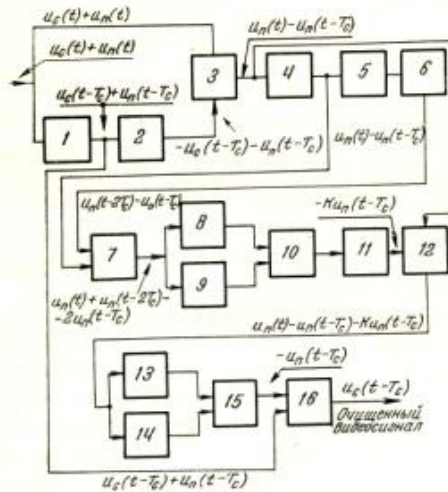 u_c(t)+u_п(t)
u_c(t)+u_п(t)
u_п(t)-u_п(t-T_c)
u_c(t-T_c)+u_п(t-T_c)
1
2
3
4
5
6
-u_c(t-T_c)-u_п(t-T_c)
u_п(t)-u_п(t-T_c)
u_п(t-2T_c)-u_п(t-T_c)
7
8
9
10
11
12
-Ku_п(t-T_c)
u_п(t)+u_п(t-2T_c)-
-2u_п(t-T_c)
u_п(t)-u_п(t-T_c)-Ku_п(t-T_c)
13
14
15
16
-u_п(t-T_c)
u_c(t-T_c)
Очищенный
видеосигнал
u_c(t-T_c)+u_п(t-T_c)